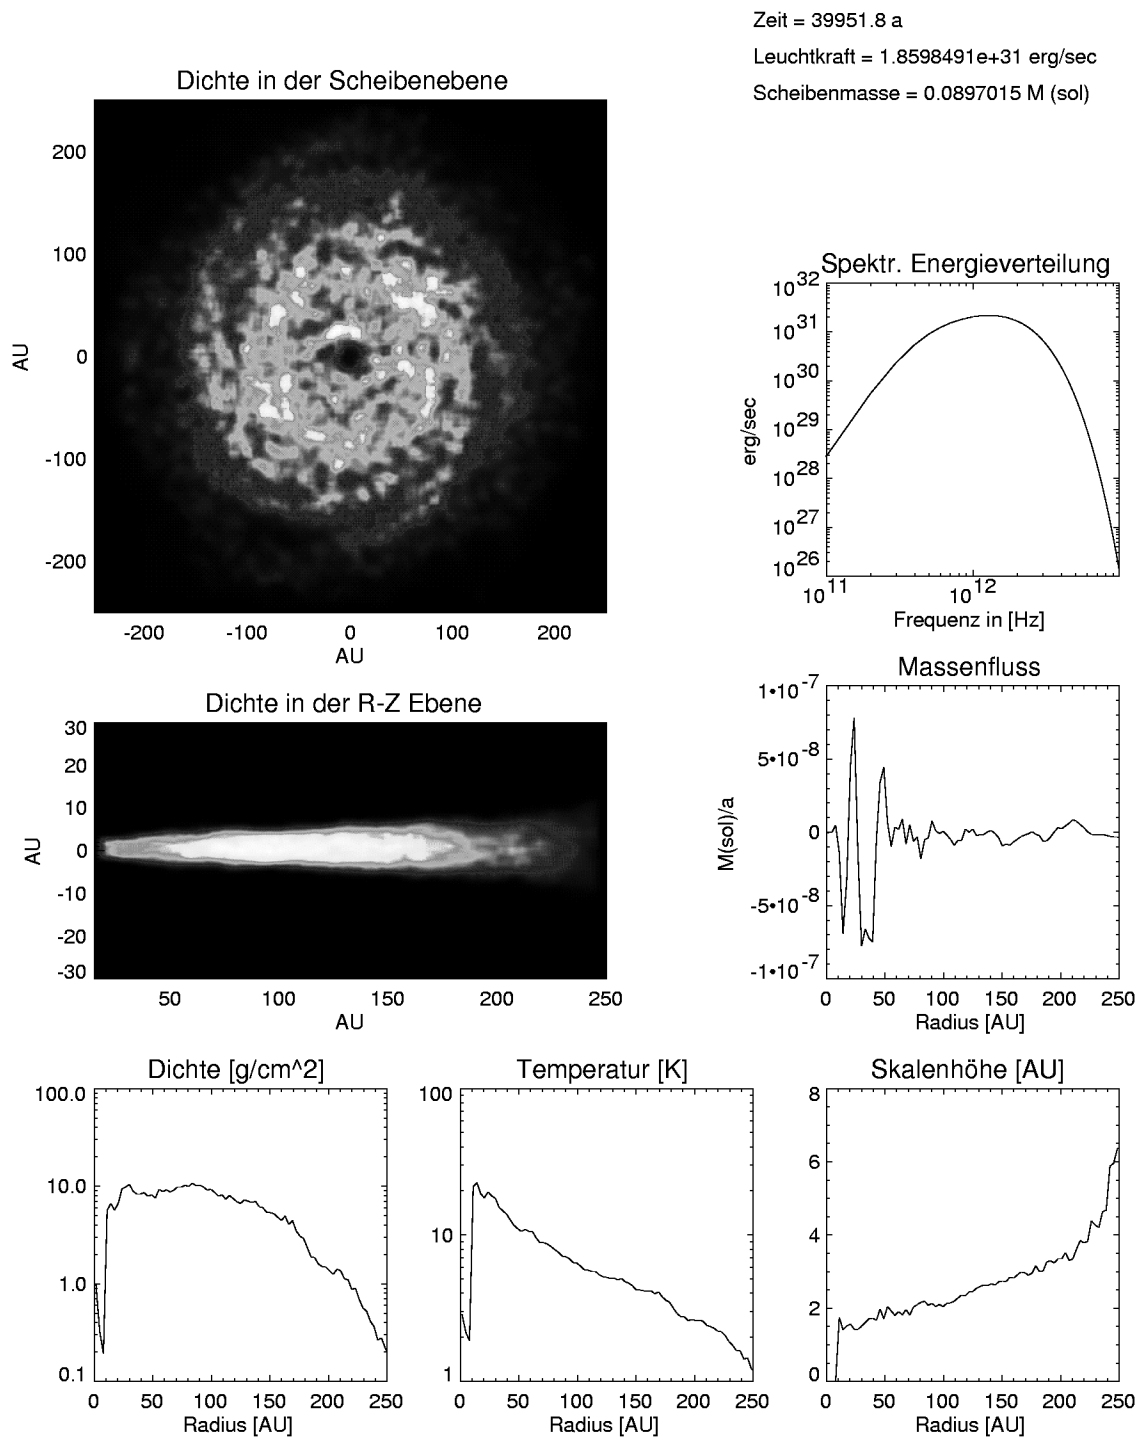 Zeit = 39951.8 a
Leuchtkraft = 1.8598491e+31 erg/sec
Scheibenmasse = 0.0897015 M (sol)
Dichte in der Scheibenebene
200
100
0
-100
-200
AU
-200 -100 0 100 200
AU
Spektr. Energieverteilung
10^32
10^31
10^30
10^29
10^28
10^27
10^26
erg/sec
10^11 10^12
Frequenz in [Hz]
Dichte in der R-Z Ebene
30
20
10
0
-10
-20
-30
AU
50 100 150 200 250
AU
Massenfluss
1•10^-7
5•10^-8
0
-5•10^-8
-1•10^-7
M(sol)/a
0 50 100 150 200 250
Radius [AU]
Dichte [g/cm^2]
100.0
10.0
1.0
0.1
0 50 100 150 200 250
Radius [AU]
Temperatur [K]
100
10
1
0 50 100 150 200 250
Radius [AU]
Skalenhöhe [AU]
8
6
4
2
0
0 50 100 150 200 250
Radius [AU]